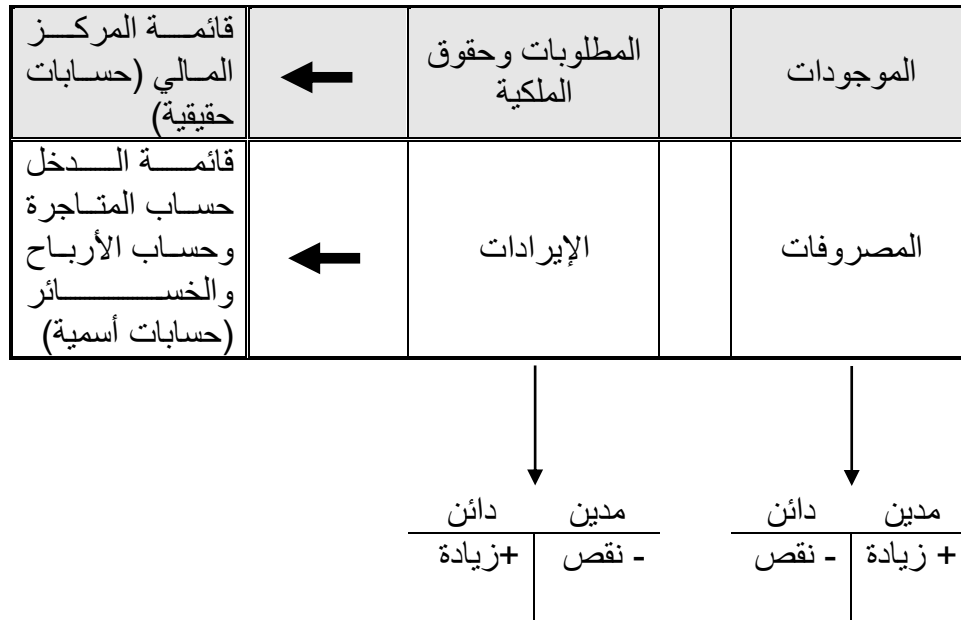 الموجودات
المطلوبات وحقوق
الملكية
قائمة المركز
المالي (حسابات
حقيقية)
المصروفات
الإيرادات
قائمة الدخل
حساب المتاجرة
وحساب الأرباح
والخسائر
(حسابات أسمية)
مدين دائن
+ زيادة - نقص
مدين دائن
- نقص +زيادة